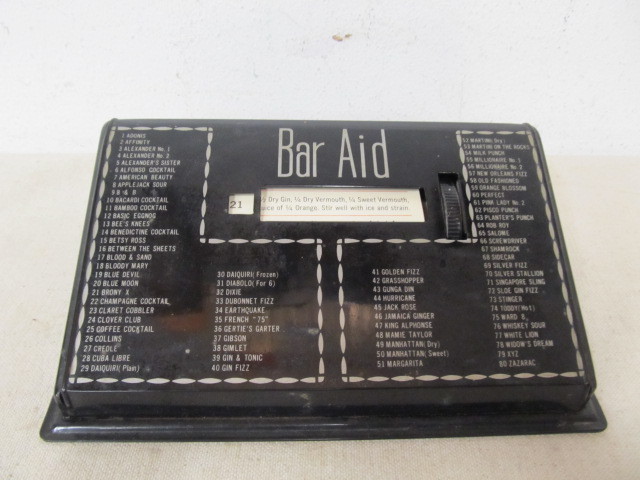 Bar Aid
21
Dry Gin, ¼ Dry Vermouth, ¼ Sweet Vermouth,
juice of ¼ Orange. Stir well with ice and strain
1 ADONIS
2 AFFINITY
3 ALEXANDER No. 1
4 ALEXANDER No. 2
5 ALEXANDER'S SISTER
6 ALFONSO COCKTAIL
7 AMERICAN BEAUTY
8 APPLEJACK SOUR
9 B & B
10 BACARDI COCKTAIL
11 BAMBOO COCKTAIL
12 BASIC EGGNOG
13 BEE'S KNEES
14 BENEDICTINE COCKTAIL
15 BETSY ROSS
16 BETWEEN THE SHEETS
17 BLOOD & SAND
18 BLOODY MARY
19 BLUE DEVIL
20 BLUE MOON
21 BRONX
22 CHAMPAGNE COCKTAIL
23 CLARET COBBLER
24 CLOVER CLUB
25 COFFEE COCKTAIL
26 COLLINS
27 CREOLE
28 CUBA LIBRE
29 DAIQUIRI (Plain)
30 DAIQUIRI (Frozen)
31 DIABOLO (For 6)
32 DIXIE
33 DUBONNET FIZZ
34 EARTHQUAKE
35 FRENCH "75"
36 GERTIE'S GARTER
37 GIBSON
38 GIMLET
39 GIN & TONIC
40 GIN FIZZ
41 GOLDEN FIZZ
42 GRASSHOPPER
43 GUNGA DIN
44 HURRICANE
45 JACK ROSE
46 JAMAICA GINGER
47 KING ALPHONSE
48 MAMIE TAYLOR
49 MANHATTAN (Dry)
50 MANHATTAN (Sweet)
51 MARGARITA
52 MARTINI (Dry)
53 MARTINI ON THE ROCKS
54 MILK PUNCH
55 MILLIONAIRE No. 1
56 MILLIONAIRE No. 2
57 NEW ORLEANS FIZZ
58 OLD FASHIONED
59 ORANGE BLOSSOM
60 PERFECT
61 PINK LADY No. 2
62 PISCO PUNCH
63 PLANTER'S PUNCH
64 ROB ROY
65 SALOME
66 SCREWDRIVER
67 SHAMROCK
68 SIDECAR
69 SILVER FIZZ
70 SILVER STALLION
71 SINGAPORE SLING
72 SLOE GIN FIZZ
73 STINGER
74 TODDY (Hot)
75 WARD 8
76 WHISKEY SOUR
77 WHITE LION
78 WIDOW'S DREAM
79 XYZ
80 ZAZARAC